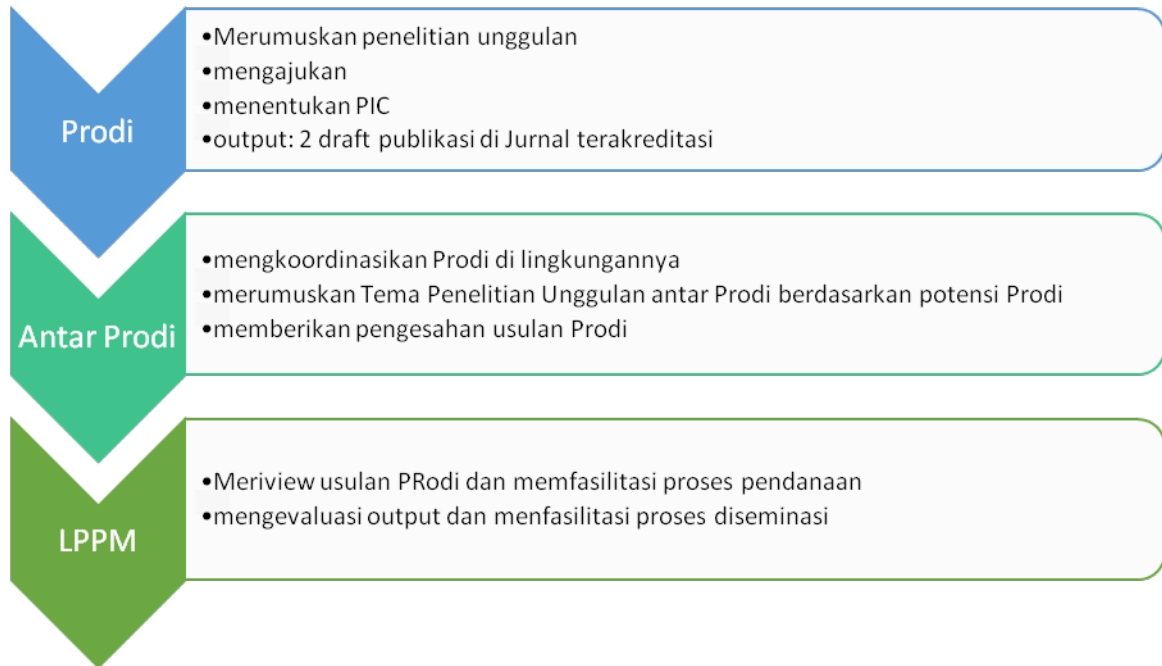 Prodi
•Merumuskan penelitian unggulan
•mengajukan
•menentukan PIC
•output: 2 draft publikasi di Jurnal terakreditasi
Antar Prodi
•mengkoordinasikan Prodi di lingkungannya
•merumuskan Tema Penelitian Unggulan antar Prodi berdasarkan potensi Prodi
•memberikan pengesahan usulan Prodi
LPPM
•Meriview usulan PRodi dan memfasilitasi proses pendanaan
•mengevaluasi output dan menfasilitasi proses diseminasi